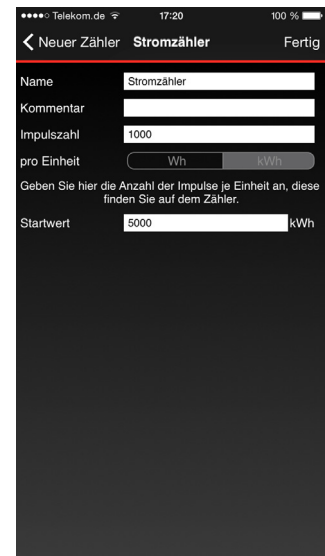 Telekom.de 17:20 100 %
Neuer Zähler Stromzähler Fertig
Name Stromzähler
Kommentar
Impulszahl 1000
pro Einheit Wh kWh
Geben Sie hier die Anzahl der Impulse je Einheit an, diese
finden Sie auf dem Zähler.
Startwert 5000 kWh